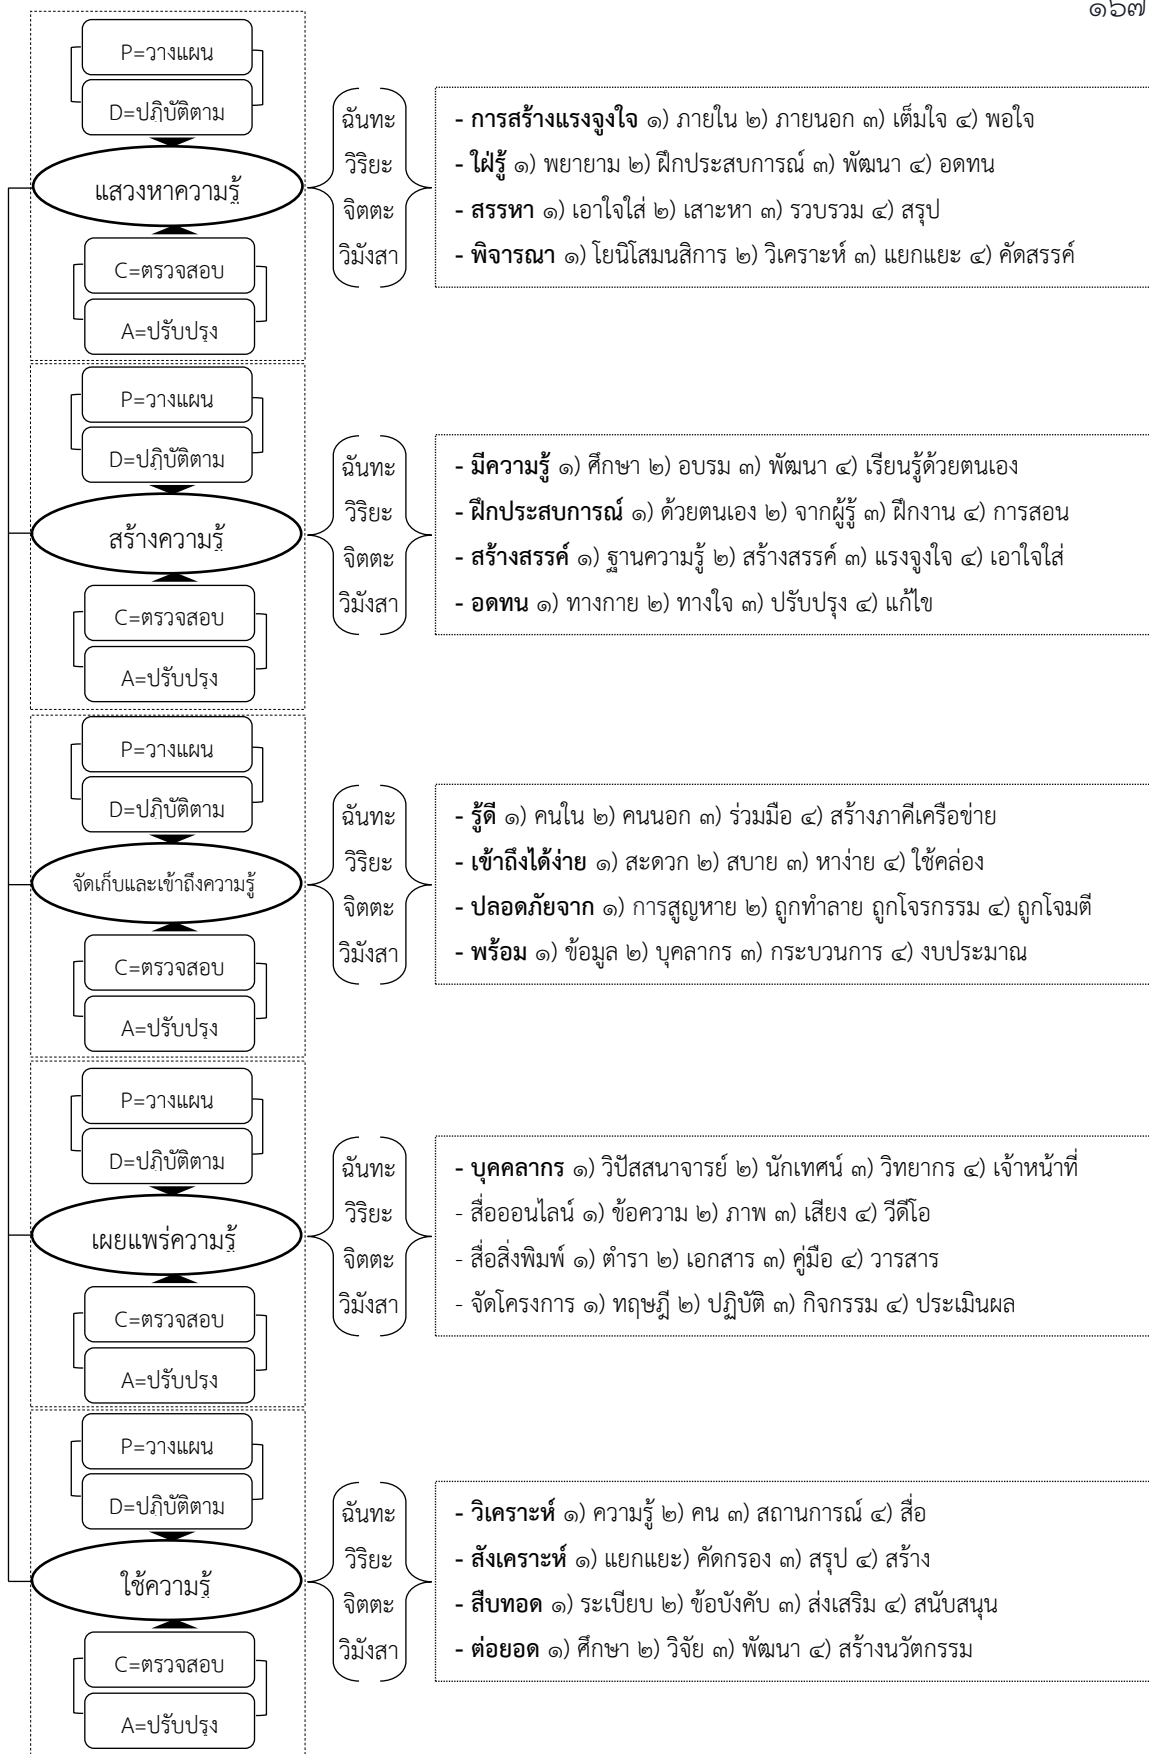 ๑๖๗
P=วางแผน
D=ปฏิบัติตาม
แสวงหาความรู้
C=ตรวจสอบ
A=ปรับปรุง
ฉันทะ
วิริยะ
จิตตะ
วิมังสา
- การสร้างแรงจูงใจ ๑) ภายใน ๒) ภายนอก ๓) เต็มใจ ๔) พอใจ
- ใฝ่รู้ ๑) พยายาม ๒) ฝึกประสบการณ์ ๓) พัฒนา ๔) อดทน
- สรรหา ๑) เอาใจใส่ ๒) เสาะหา ๓) รวบรวม ๔) สรุป
- พิจารณา ๑) โยนิโสมนสิการ ๒) วิเคราะห์ ๓) แยกแยะ ๔) คัดสรรค์
P=วางแผน
D=ปฏิบัติตาม
สร้างความรู้
C=ตรวจสอบ
A=ปรับปรุง
ฉันทะ
วิริยะ
จิตตะ
วิมังสา
- มีความรู้ ๑) ศึกษา ๒) อบรม ๓) พัฒนา ๔) เรียนรู้ด้วยตนเอง
- ฝึกประสบการณ์ ๑) ด้วยตนเอง ๒) จากผู้รู้ ๓) ฝึกงาน ๔) การสอน
- สร้างสรรค์ ๑) ฐานความรู้ ๒) สร้างสรรค์ ๓) แรงจูงใจ ๔) เอาใจใส่
- อดทน ๑) ทางกาย ๒) ทางใจ ๓) ปรับปรุง ๔) แก้ไข
P=วางแผน
D=ปฏิบัติตาม
จัดเก็บและเข้าถึงความรู้
C=ตรวจสอบ
A=ปรับปรุง
ฉันทะ
วิริยะ
จิตตะ
วิมังสา
- รู้ดี ๑) คนใน ๒) คนนอก ๓) ร่วมมือ ๔) สร้างภาคีเครือข่าย
- เข้าถึงได้ง่าย ๑) สะดวก ๒) สบาย ๓) หาง่าย ๔) ใช้คล่อง
- ปลอดภัยจาก ๑) การสูญหาย ๒) ถูกทำลาย ถูกโจรกรรม ๔) ถูกโจมตี
- พร้อม ๑) ข้อมูล ๒) บุคลากร ๓) กระบวนการ ๔) งบประมาณ
P=วางแผน
D=ปฏิบัติตาม
เผยแพร่ความรู้
C=ตรวจสอบ
A=ปรับปรุง
ฉันทะ
วิริยะ
จิตตะ
วิมังสา
- บุคคลากร ๑) วิปัสสนาจารย์ ๒) นักเทศน์ ๓) วิทยากร ๔) เจ้าหน้าที่
- สื่อออนไลน์ ๑) ข้อความ ๒) ภาพ ๓) เสียง ๔) วีดีโอ
- สื่อสิ่งพิมพ์ ๑) ตำรา ๒) เอกสาร ๓) คู่มือ ๔) วารสาร
- จัดโครงการ ๑) ทฤษฎี ๒) ปฏิบัติ ๓) กิจกรรม ๔) ประเมินผล
P=วางแผน
D=ปฏิบัติตาม
ใช้ความรู้
C=ตรวจสอบ
A=ปรับปรุง
ฉันทะ
วิริยะ
จิตตะ
วิมังสา
- วิเคราะห์ ๑) ความรู้ ๒) คน ๓) สถานการณ์ ๔) สื่อ
- สังเคราะห์ ๑) แยกแยะ) คัดกรอง ๓) สรุป ๔) สร้าง
- สืบทอด ๑) ระเบียบ ๒) ข้อบังคับ ๓) ส่งเสริม ๔) สนับสนุน
- ต่อยอด ๑) ศึกษา ๒) วิจัย ๓) พัฒนา ๔) สร้างนวัตกรรม